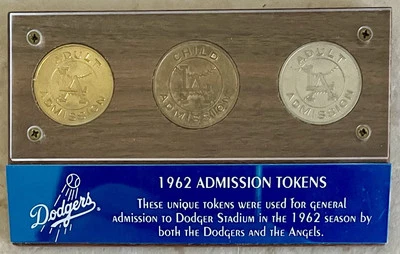 ADULT
ADMISSION
CHILD
ADMISSION
ADULT
ADMISSION
Dodgers
1962 ADMISSION TOKENS
THESE UNIQUE TOKENS WERE USED FOR GENERAL
ADMISSION TO DODGER STADIUM IN THE 1962 SEASON BY
BOTH THE DODGERS AND THE ANGELS.